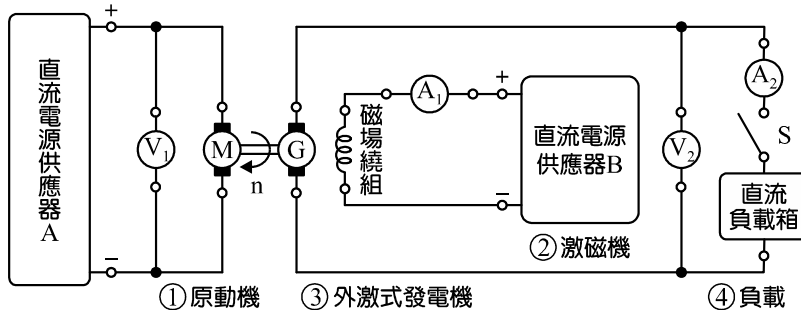 直流電源供應器A
+
−
V1
M
n
G
①原動機
磁場繞組
A1
+
−
直流電源
供應器B
②激磁機
③外激式發電機
V2
A2
S
直流
負載箱
④負載